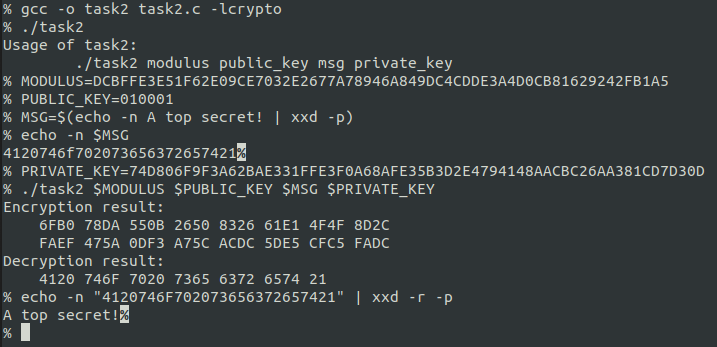 % gcc -o task2 task2.c -lcrypto
% ./task2
Usage of task2:
        ./task2 modulus public_key msg private_key
% MODULUS=DCBFFE3E51F62E09CE7032E2677A78946A849DC4CDDE3A4D0CB81629242FB1A5
% PUBLIC_KEY=010001
% MSG=$(echo -n A top secret! | xxd -p)
% echo -n $MSG
4120746f702073656372657421%
% PRIVATE_KEY=74D806F9F3A62BAE331FFE3F0A68AFE35B3D2E4794148AACBC26AA381CD7D30D
% ./task2 $MODULUS $PUBLIC_KEY $MSG $PRIVATE_KEY
Encryption result:
    6FB0 78DA 550B 2650 8326 61E1 4F4F 8D2C
    FAEF 475A 0DF3 A75C ACDC 5DE5 CFC5 FADC
Decryption result:
    4120 746F 7020 7365 6372 6574 21
% echo -n "4120746F702073656372657421" | xxd -r -p
A top secret!%
%